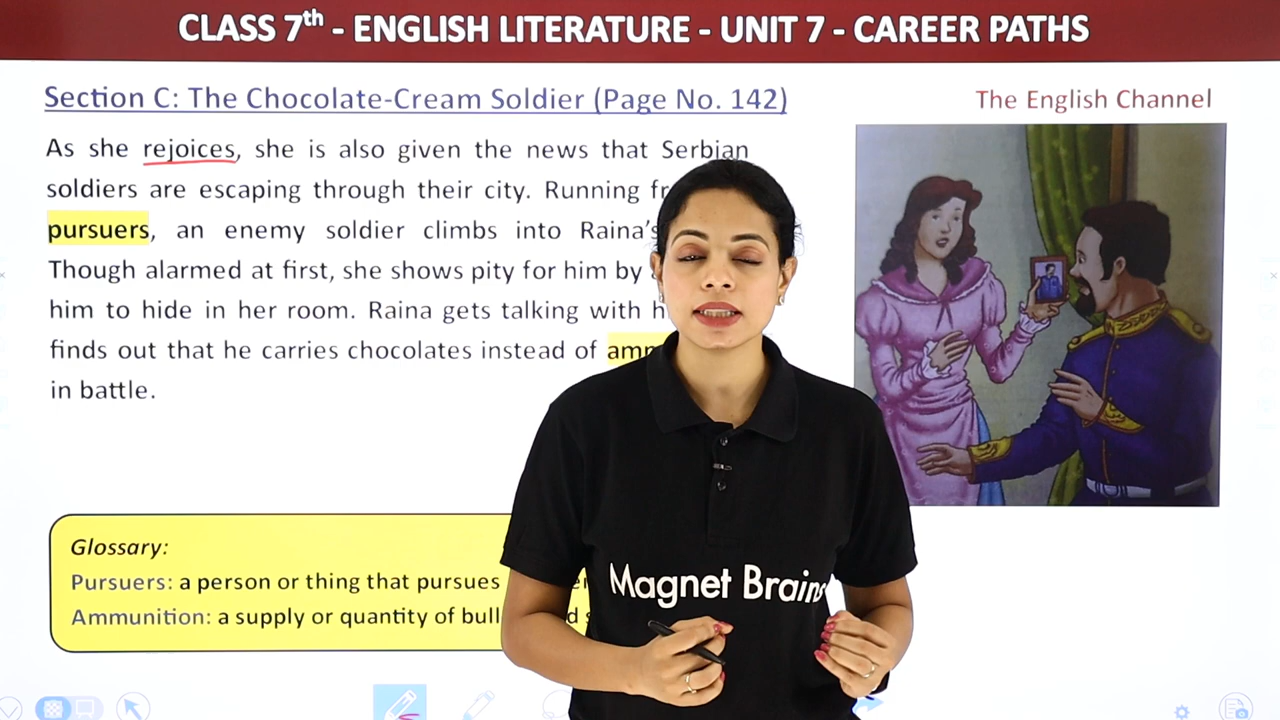 CLASS 7th - ENGLISH LITERATURE - UNIT 7 - CAREER PATHS
Section C: The Chocolate-Cream Soldier (Page No. 142)
The English Channel
As she rejoices, she is also given the news that Serbian
soldiers are escaping through their city. Running
pursuers, an enemy soldier climbs into Raina's
Though alarmed at first, she shows pity for him by
him to hide in her room. Raina gets talking with
finds out that he carries chocolates instead of
in battle.
Glossary:
Pursuers: a person or thing that pursues
Ammunition: a supply or quantity of
Magnet Brains